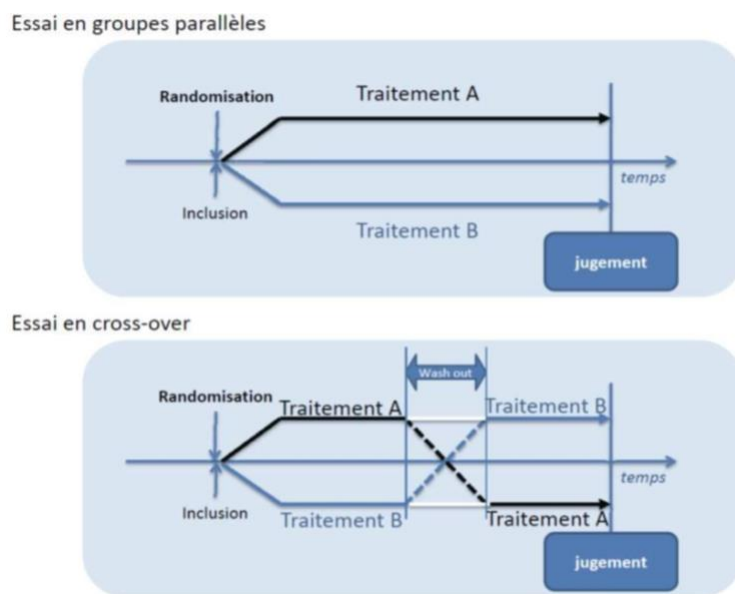 Essai en groupes parallèles
Randomisation
Traitement A
temps
Inclusion
Traitement B
jugement
Essai en cross-over
Wash out
Randomisation
Traitement A
Traitement B
temps
Inclusion
Traitement B
Traitement A
jugement